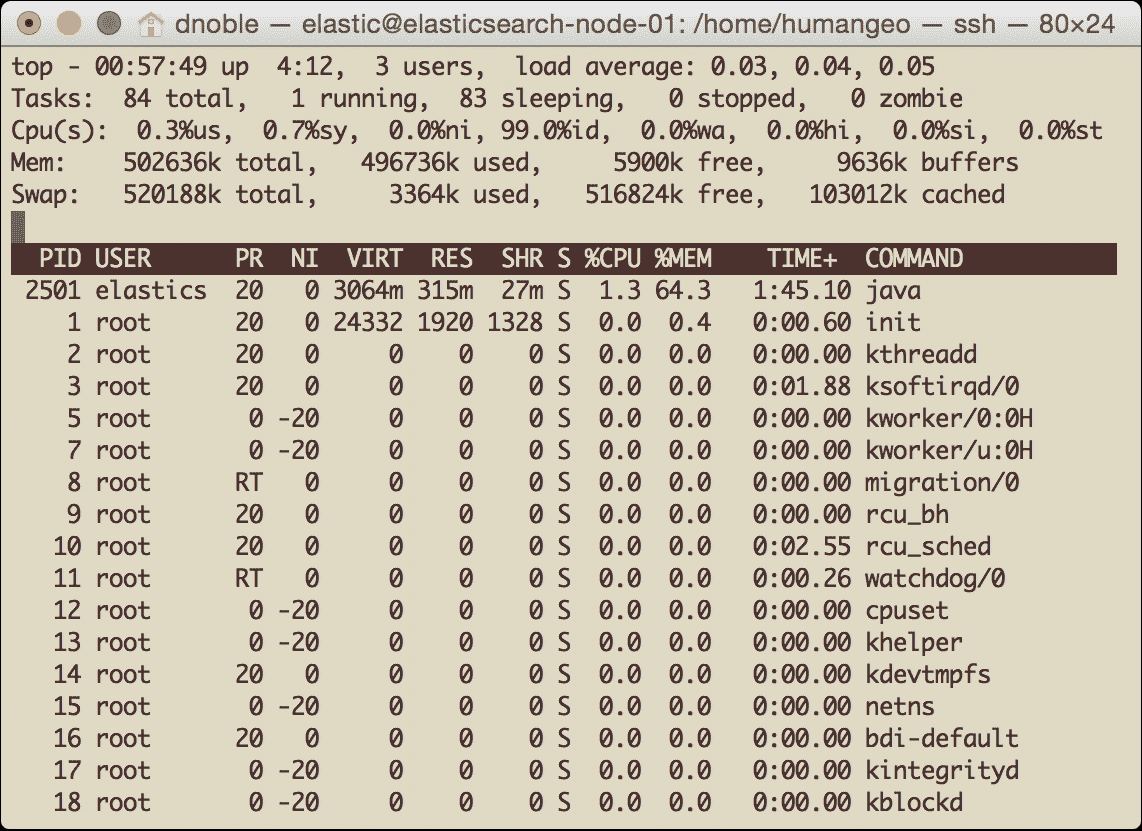 dnoble — elastic@elasticsearch-node-01: /home/humangeo — ssh — 80×24
top - 00:57:49 up  4:12,  3 users,  load average: 0.03, 0.04, 0.05
Tasks:  84 total,   1 running,  83 sleeping,   0 stopped,   0 zombie
Cpu(s):  0.3%us,  0.7%sy,  0.0%ni, 99.0%id,  0.0%wa,  0.0%hi,  0.0%si,  0.0%st
Mem:    502636k total,   496736k used,     5900k free,     9636k buffers
Swap:   520188k total,     3364k used,   516824k free,   103012k cached
  PID USER      PR  NI  VIRT  RES  SHR S %CPU %MEM    TIME+  COMMAND
 2501 elastics  20   0 3064m 315m  27m S  1.3 64.3   1:45.10 java
    1 root      20   0 24332 1920 1328 S  0.0  0.4   0:00.60 init
    2 root      20   0     0    0    0 S  0.0  0.0   0:00.00 kthreadd
    3 root      20   0     0    0    0 S  0.0  0.0   0:01.88 ksoftirqd/0
    5 root       0 -20     0    0    0 S  0.0  0.0   0:00.00 kworker/0:0H
    7 root       0 -20     0    0    0 S  0.0  0.0   0:00.00 kworker/u:0H
    8 root      RT   0     0    0    0 S  0.0  0.0   0:00.00 migration/0
    9 root      20   0     0    0    0 S  0.0  0.0   0:00.00 rcu_bh
   10 root      20   0     0    0    0 S  0.0  0.0   0:02.55 rcu_sched
   11 root      RT   0     0    0    0 S  0.0  0.0   0:00.26 watchdog/0
   12 root       0 -20     0    0    0 S  0.0  0.0   0:00.00 cpuset
   13 root       0 -20     0    0    0 S  0.0  0.0   0:00.00 khelper
   14 root      20   0     0    0    0 S  0.0  0.0   0:00.00 kdevtmpfs
   15 root       0 -20     0    0    0 S  0.0  0.0   0:00.00 netns
   16 root      20   0     0    0    0 S  0.0  0.0   0:00.00 bdi-default
   17 root       0 -20     0    0    0 S  0.0  0.0   0:00.00 kintegrityd
   18 root       0 -20     0    0    0 S  0.0  0.0   0:00.00 kblockd